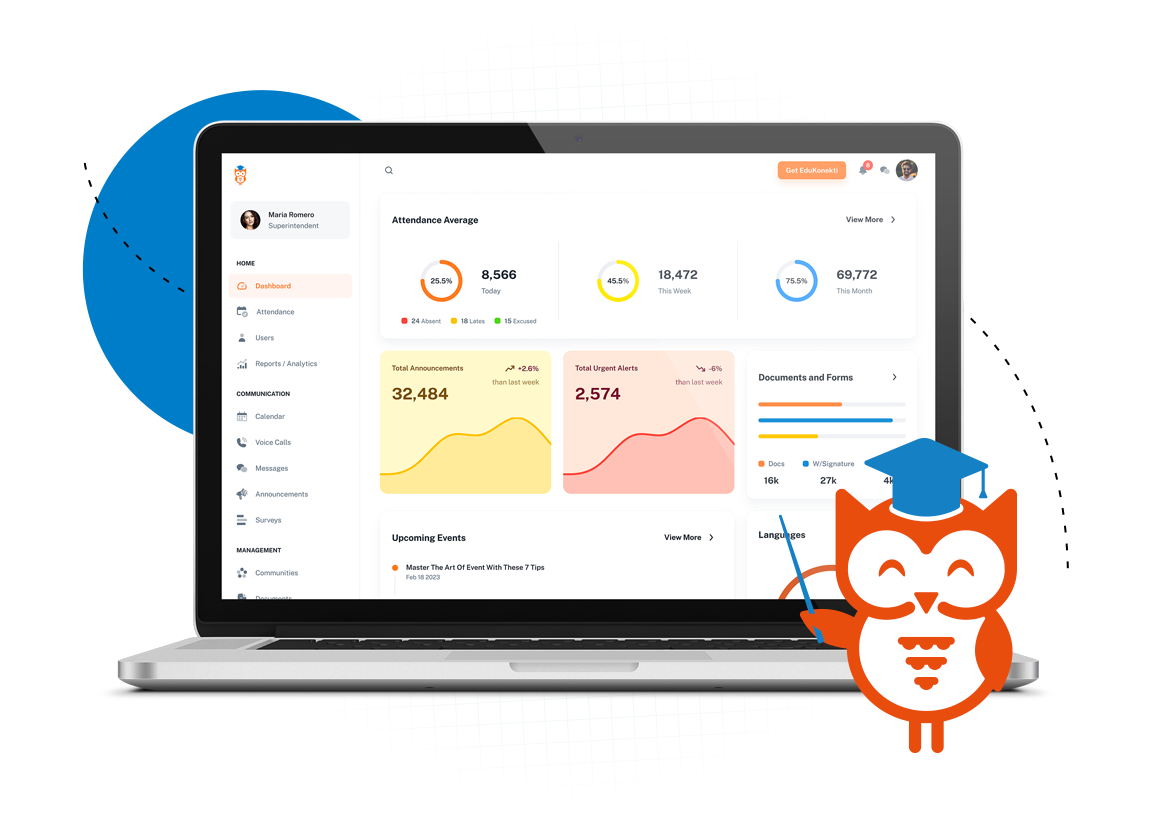 Get EduKonekti
6
Maria Romero
Superintendent
HOME
Dashboard
Attendance
Users
Reports / Analytics
COMMUNICATION
Calendar
Voice Calls
Messages
Announcements
Surveys
MANAGEMENT
Communities
Documents
Attendance Average
View More
25.5%
8,566
Today
24 Absent
18 Lates
15 Excused
45.5%
18,472
This Week
75.5%
69,772
This Month
Total Announcements
+2.6%
than last week
32,484
Total Urgent Alerts
-6%
than last week
2,574
Documents and Forms
Docs
W/Signature
16k
27k
4k
Upcoming Events
View More
Master The Art Of Event With These 7 Tips
Feb 18 2023
Languages